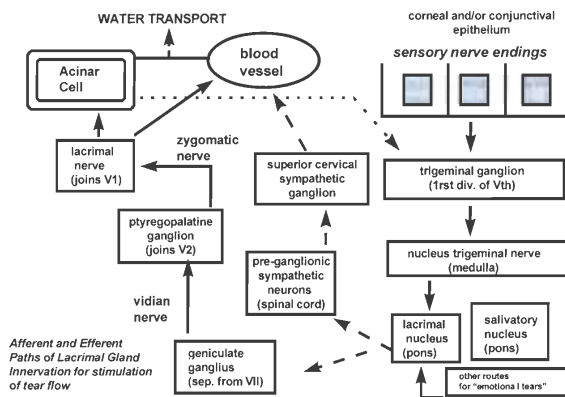 WATER TRANSPORT
corneal and/or conjunctival
epithelium
sensory nerve endings
Acinar
Cell
blood
vessel
lacrimal
nerve
(joins V1)
zygomatic
nerve
superior cervical
sympathetic
ganglion
trigeminal ganglion
(1rst div. of Vth)
ptyregopalatine
ganglion
(joins V2)
pre-ganglionic
sympathetic
neurons
(spinal cord)
nucleus trigeminal nerve
(medulla)
vidian
nerve
lacrimal
nucleus
(pons)
salivatory
nucleus
(pons)
Afferent and Efferent
Paths of Lacrimal Gland
Innervation for stimulation
of tear flow
geniculate
ganglius
(sep. from VII)
other routes
for "emotional tears"